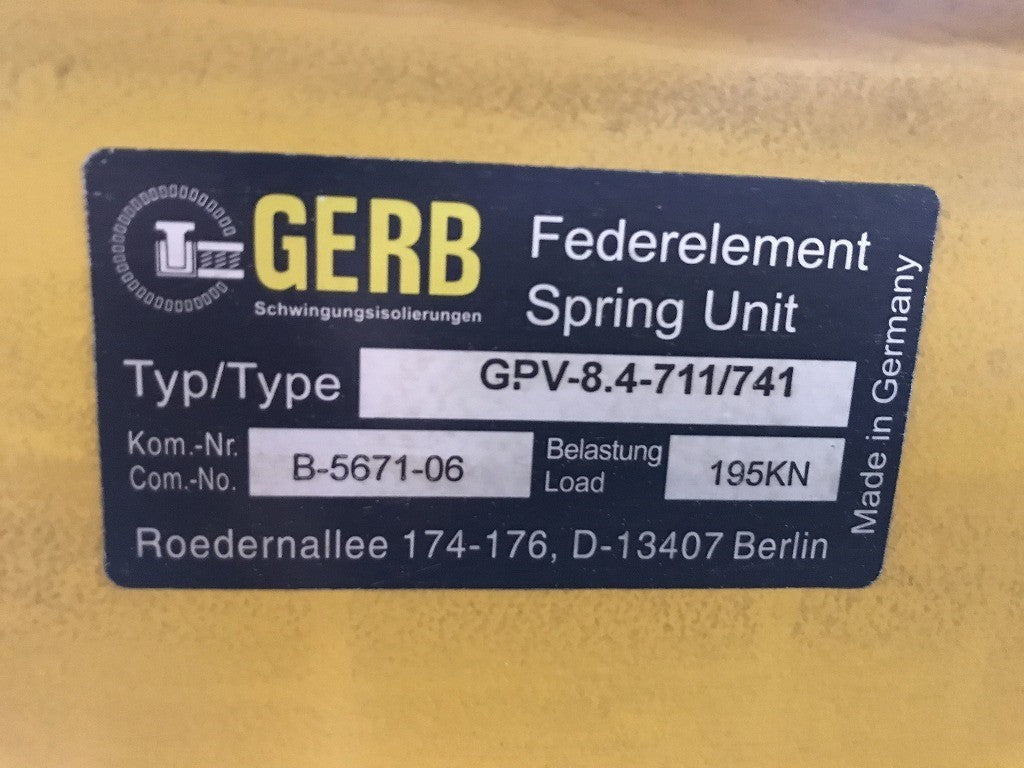 GERB
Schwingungsisolierungen
Federelement
Spring Unit
Typ/Type GPV-8.4-711/741
Kom.-Nr.
Com.-No. B-5671-06
Belastung
Load 195KN
Roedernallee 174-176, D-13407 Berlin
Made in Germany